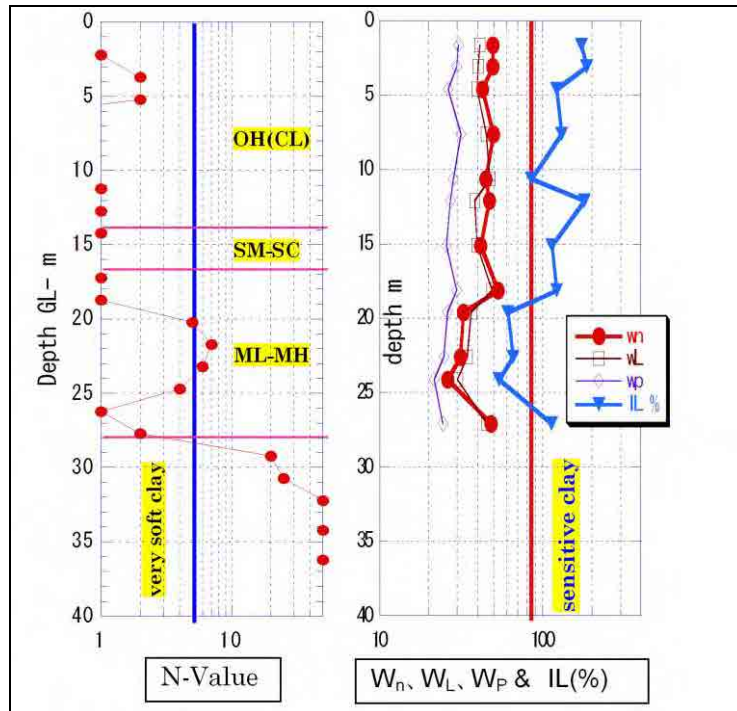 0
5
10
15
20
25
30
35
40
Depth GL- m
OH(CL)
SM-SC
ML-MH
very soft clay
1
10
N-Value
0
5
10
15
20
25
30
35
40
depth m
wn
wL
wp
IL %
sensitive clay
10
100
Wn、WL、WP & IL(%)